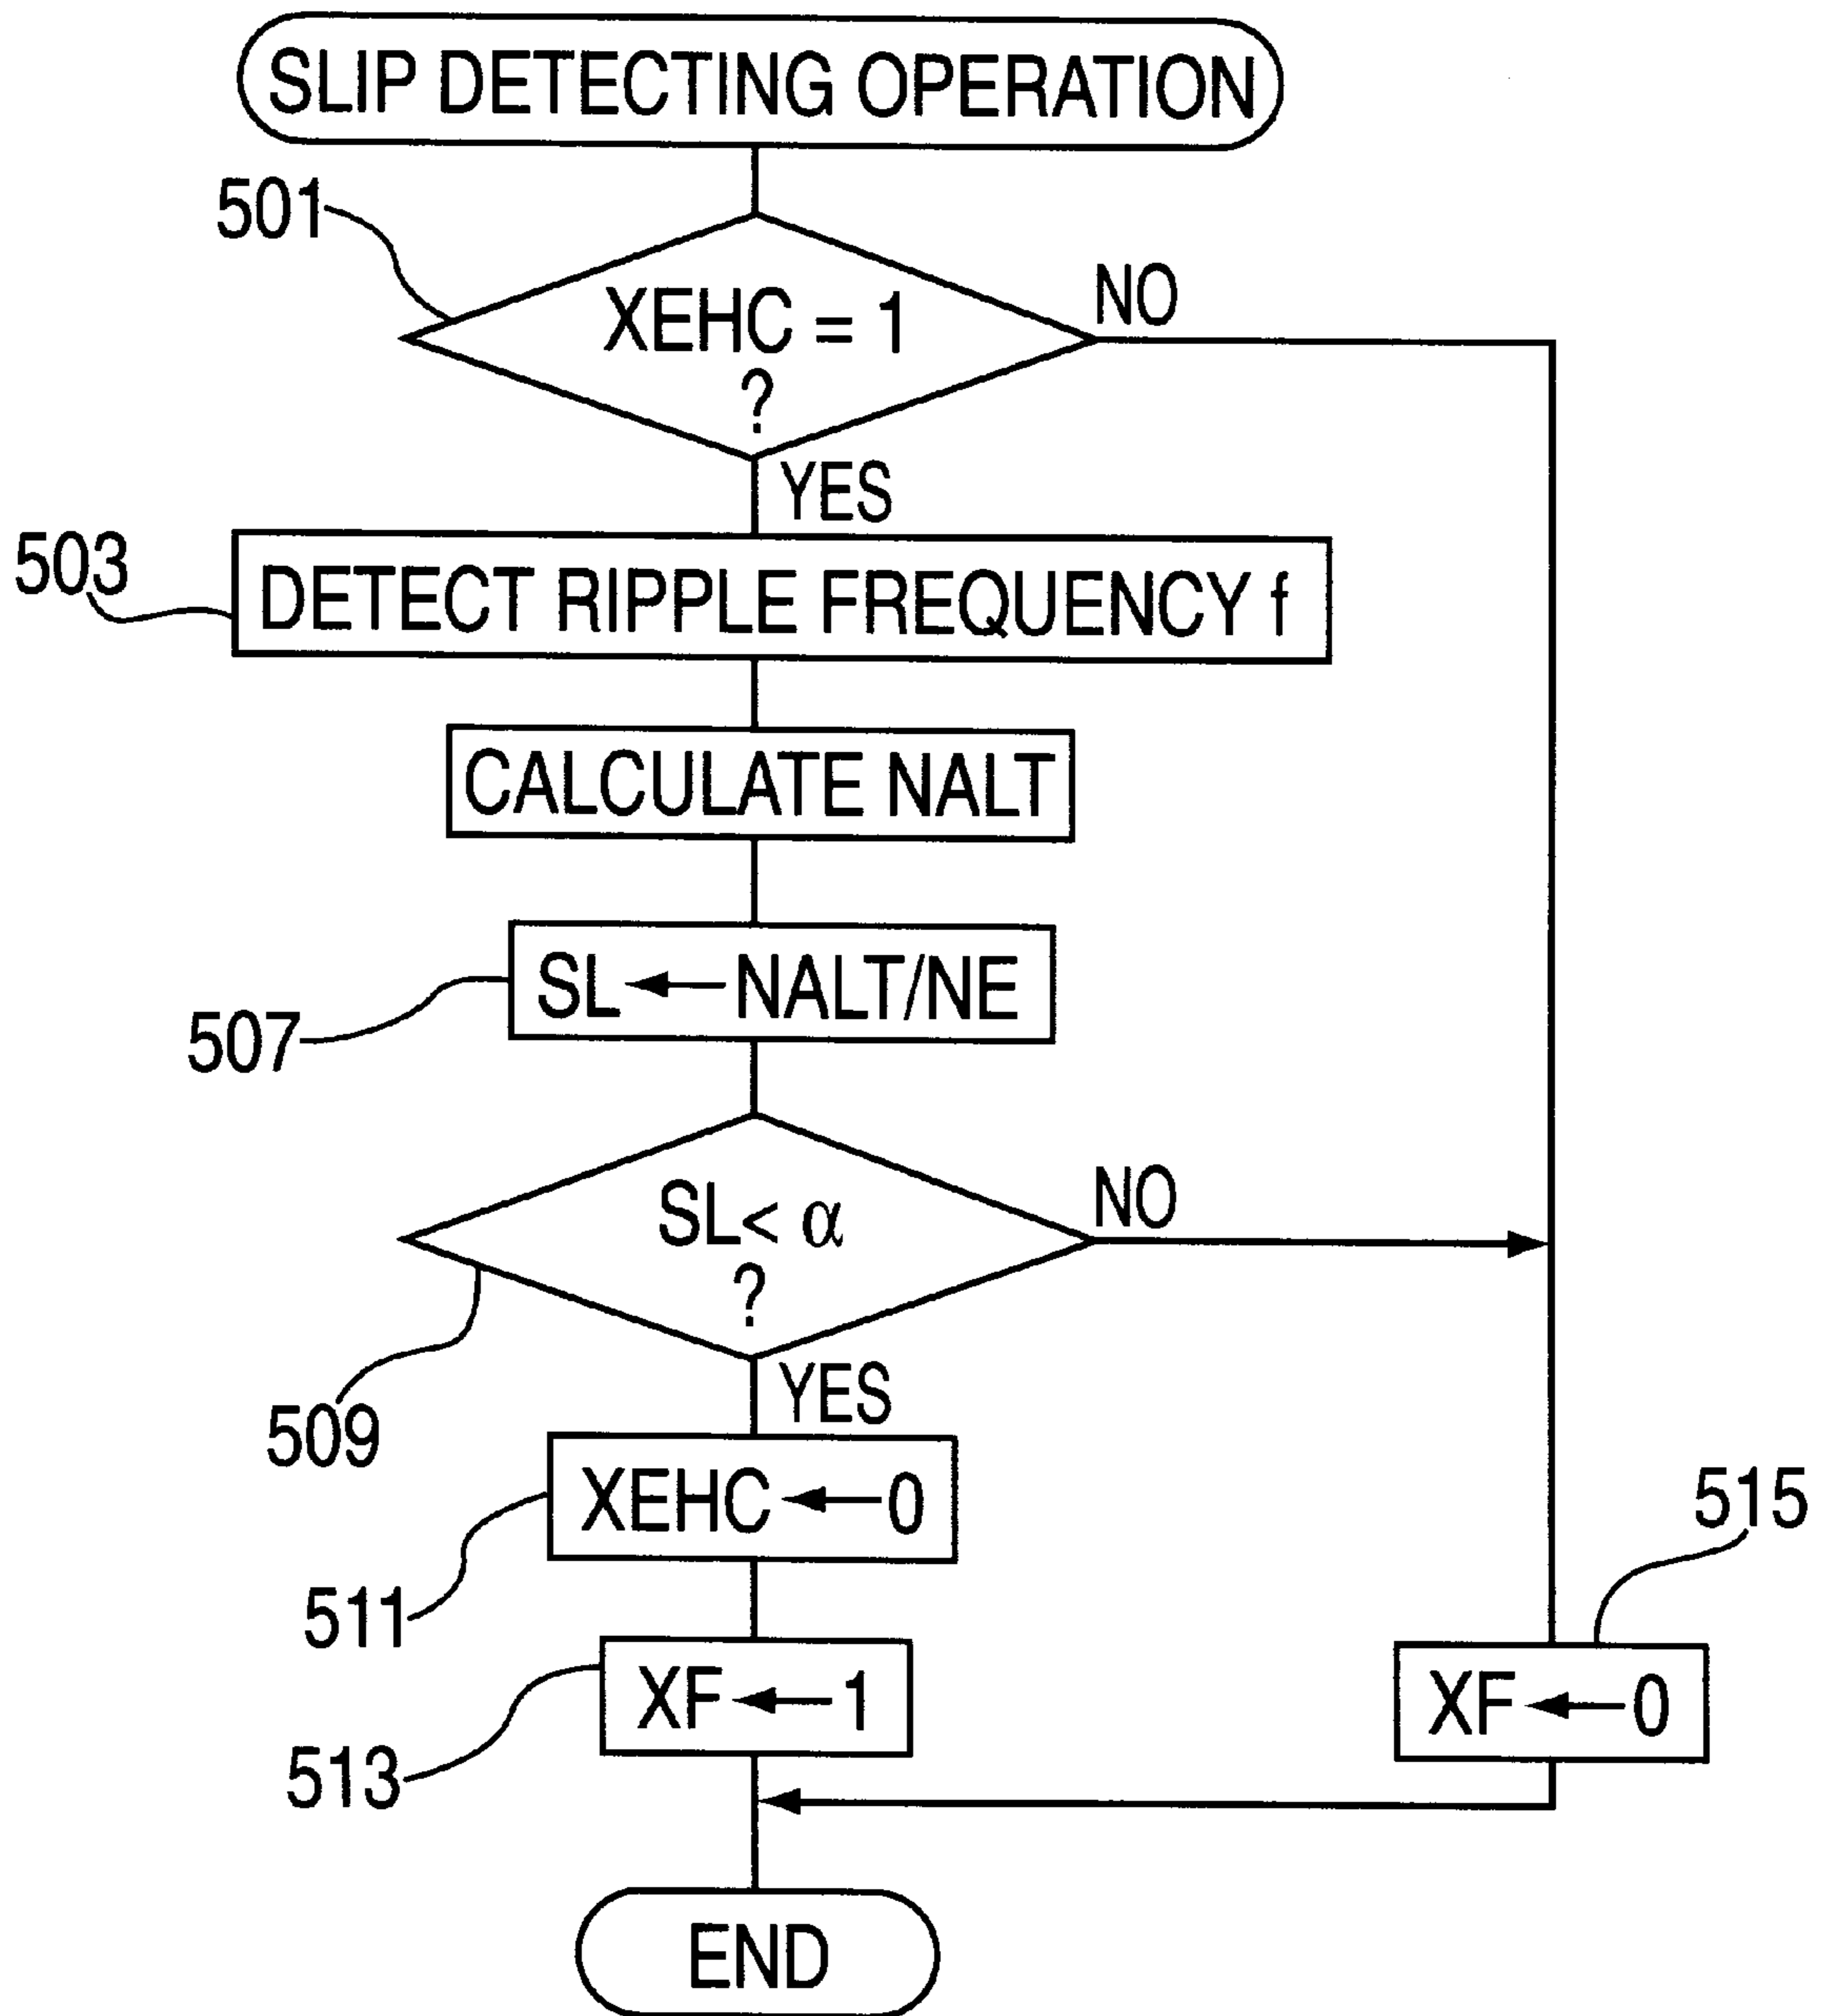 SLIP DETECTING OPERATION
501
XEHC = 1
?
NO
YES
503
DETECT RIPPLE FREQUENCY f
CALCULATE NALT
SL ← NALT/NE
507
SL < α
?
NO
YES
509
XEHC ← 0
511
515
XF ← 1
XF ← 0
513
END